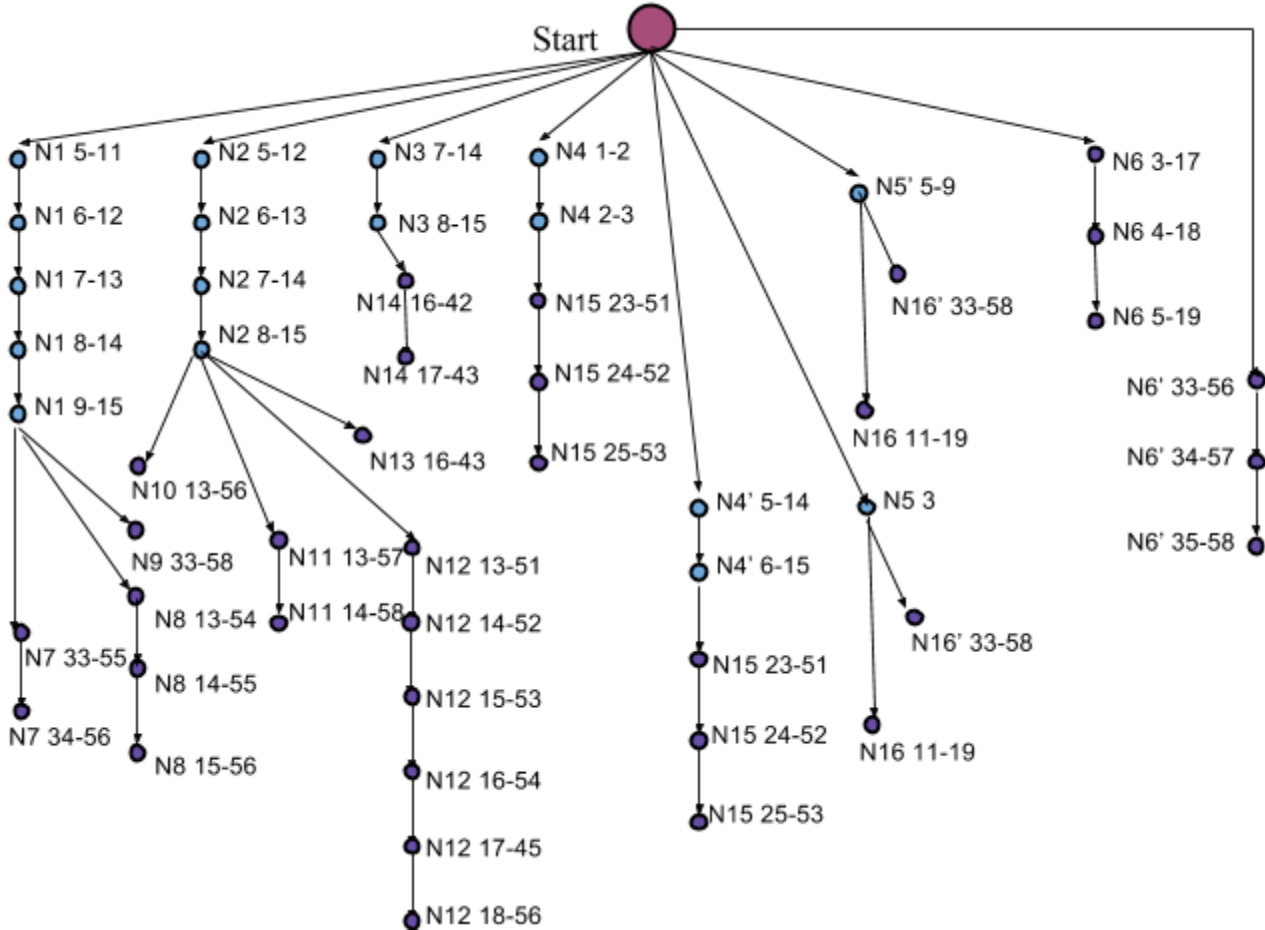 Start
N1 5-11
N1 6-12
N1 7-13
N1 8-14
N1 9-15
N7 33-55
N7 34-56
N8 13-54
N8 14-55
N8 15-56
N9 33-58
N2 5-12
N2 6-13
N2 7-14
N2 8-15
N10 13-56
N11 13-57
N11 14-58
N12 13-51
N12 14-52
N12 15-53
N12 16-54
N12 17-45
N12 18-56
N13 16-43
N3 7-14
N3 8-15
N14 16-42
N14 17-43
N4 1-2
N4 2-3
N15 23-51
N15 24-52
N15 25-53
N4' 5-14
N4' 6-15
N15 23-51
N15 24-52
N15 25-53
N5' 5-9
N16' 33-58
N16 11-19
N5 3
N16' 33-58
N16 11-19
N6 3-17
N6 4-18
N6 5-19
N6' 33-56
N6' 34-57
N6' 35-58